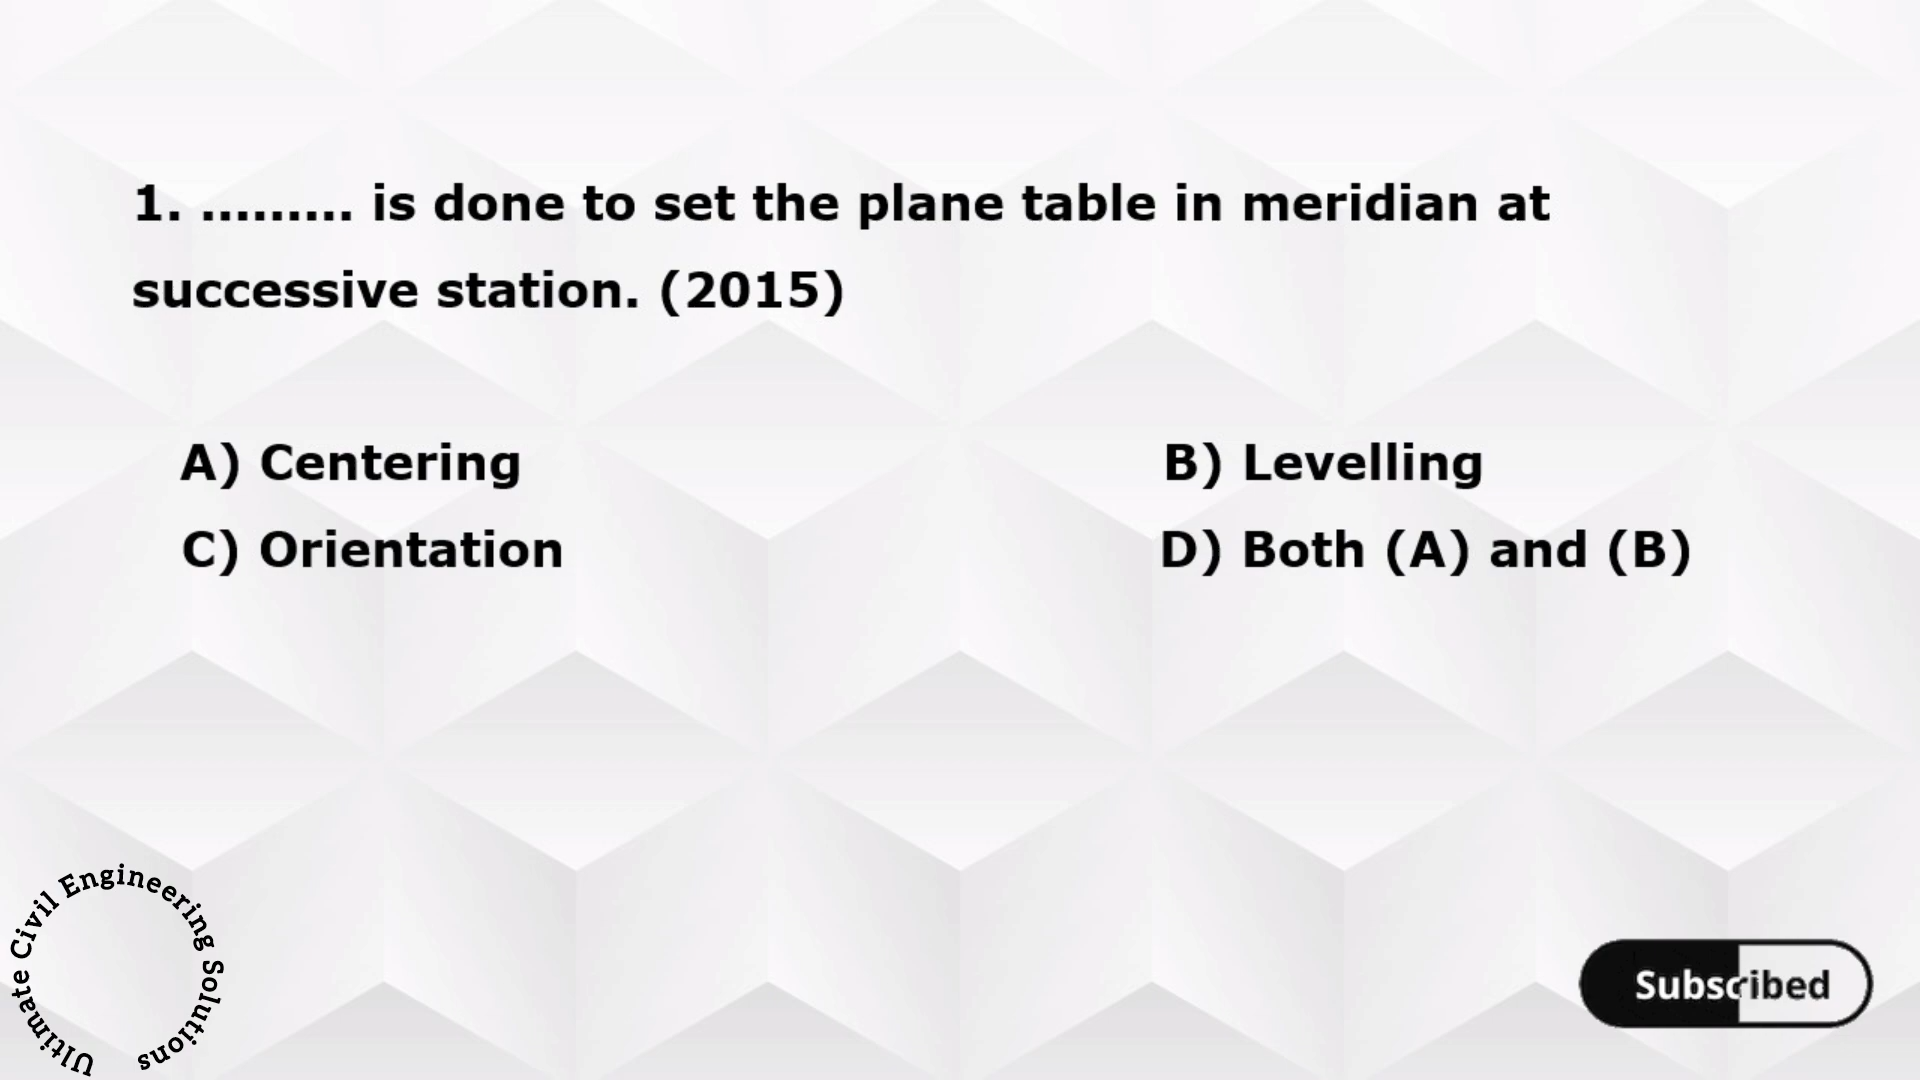 1. ......... is done to set the plane table in meridian at
successive station. (2015)
A) Centering
B) Levelling
C) Orientation
D) Both (A) and (B)
Ultimate Civil Engineering Solutions
Subscribed